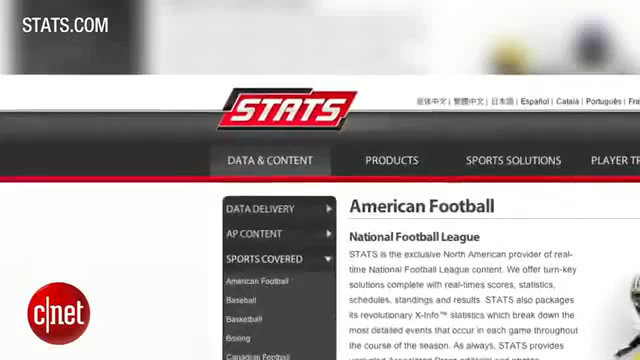 STATS.COM
STATS
简体中文 | 繁體中文 | 日本語 | Español | Català | Português | Fra
DATA & CONTENT
PRODUCTS
SPORTS SOLUTIONS
PLAYER TR
DATA DELIVERY
AP CONTENT
SPORTS COVERED
American Football
Baseball
Basketball
Boxing
Canadian Football
American Football
National Football League
STATS is the exclusive North American provider of real-
time National Football League content. We offer turn-key
solutions complete with real-times scores, statistics,
schedules, standings and results. STATS also packages
its revolutionary X-Info™ statistics which break down the
most detailed events that occur in each game throughout
the course of the season. As always, STATS provides
c|net